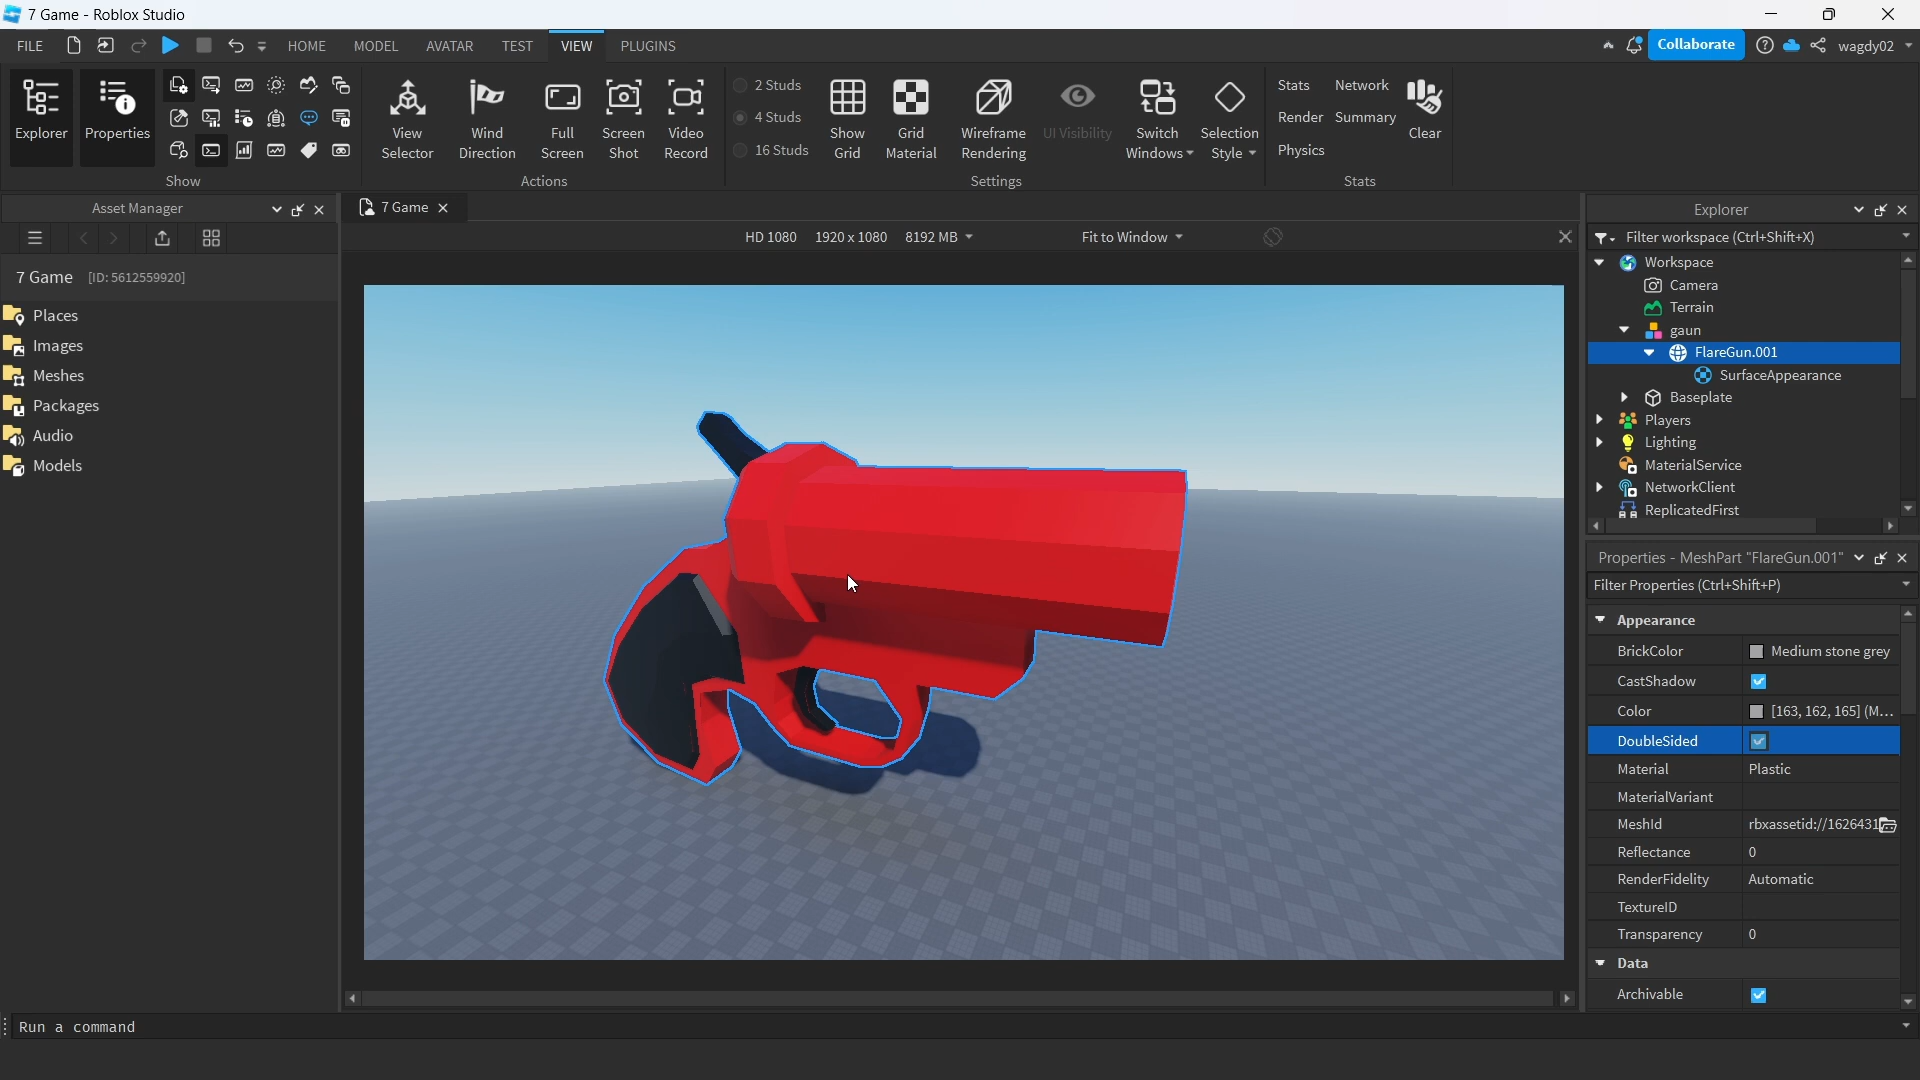 7 Game - Roblox Studio
FILE HOME MODEL AVATAR TEST VIEW PLUGINS Collaborate wagdy02
Explorer
Properties
Show
View Selector
Wind Direction
Full Screen
Screen Shot
Video Record
Actions
2 Studs
4 Studs
16 Studs
Show Grid
Grid Material
Wireframe Rendering
UI Visibility
Switch Windows
Selection Style
Settings
Stats Network
Render Summary
Physics
Clear
Stats
Asset Manager
7 Game [ID: 5612559920]
Places
Images
Meshes
Packages
Audio
Models
7 Game
HD 1080 1920 x 1080 8192 MB Fit to Window
Explorer
Filter workspace (Ctrl+Shift+X)
Workspace
Camera
Terrain
gaun
FlareGun.001
SurfaceAppearance
Baseplate
Players
Lighting
MaterialService
NetworkClient
ReplicatedFirst
Properties - MeshPart "FlareGun.001"
Filter Properties (Ctrl+Shift+P)
Appearance
BrickColor Medium stone grey
CastShadow
Color [163, 162, 165] (M...
DoubleSided
Material Plastic
MaterialVariant
MeshId rbxassetid://1626431
Reflectance 0
RenderFidelity Automatic
TextureID
Transparency 0
Data
Archivable
Run a command